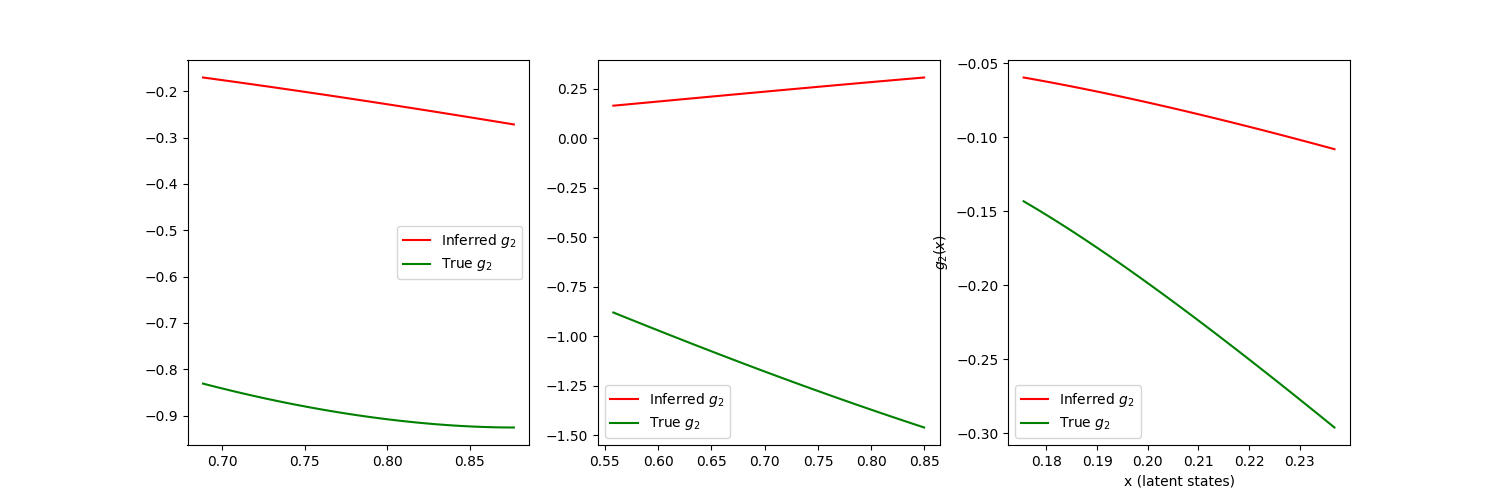 −0.2
−0.3
−0.4
−0.5
−0.6
−0.7
−0.8
−0.9
0.70 0.75 0.80 0.85
Inferred g₂
True g₂
0.25
0.00
−0.25
−0.50
−0.75
−1.00
−1.25
−1.50
0.55 0.60 0.65 0.70 0.75 0.80 0.85
Inferred g₂
True g₂
g₂(x)
−0.05
−0.10
−0.15
−0.20
−0.25
−0.30
0.18 0.19 0.20 0.21 0.22 0.23
x (latent states)
Inferred g₂
True g₂